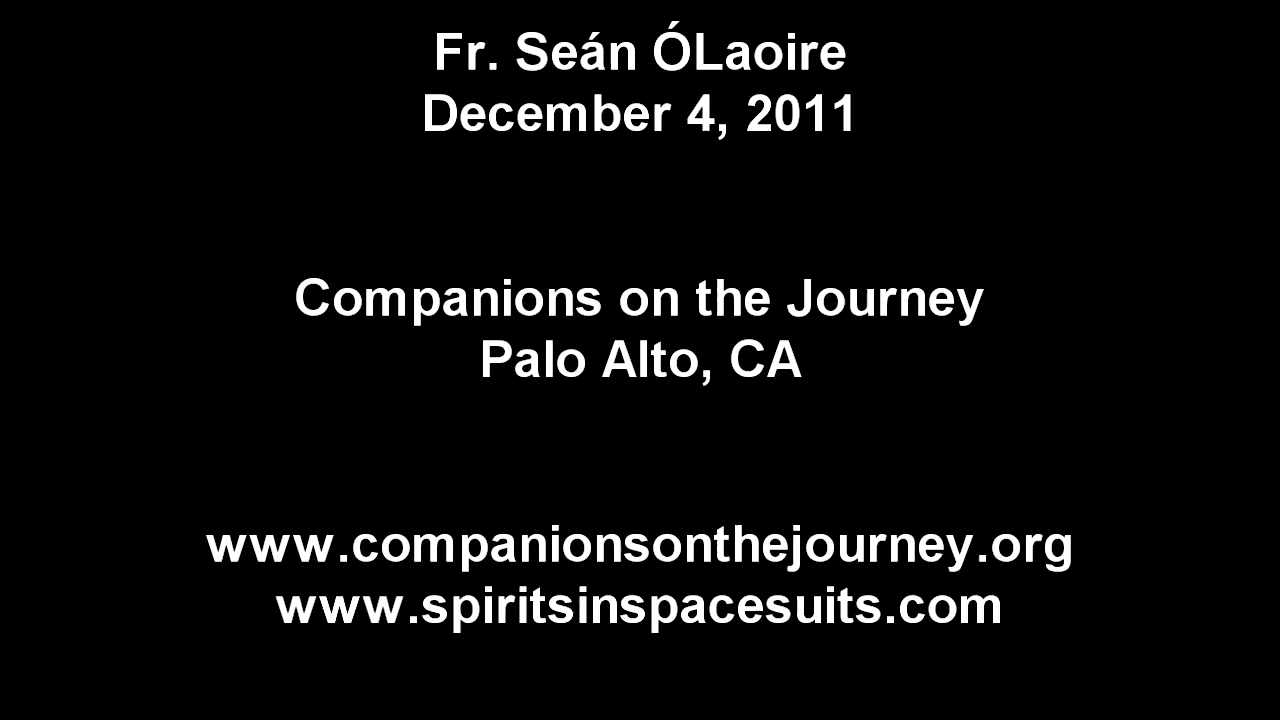 Fr. Seán ÓLaoire
December 4, 2011
Companions on the Journey
Palo Alto, CA
www.companionsonthejourney.org
www.spiritsinspacesuits.com